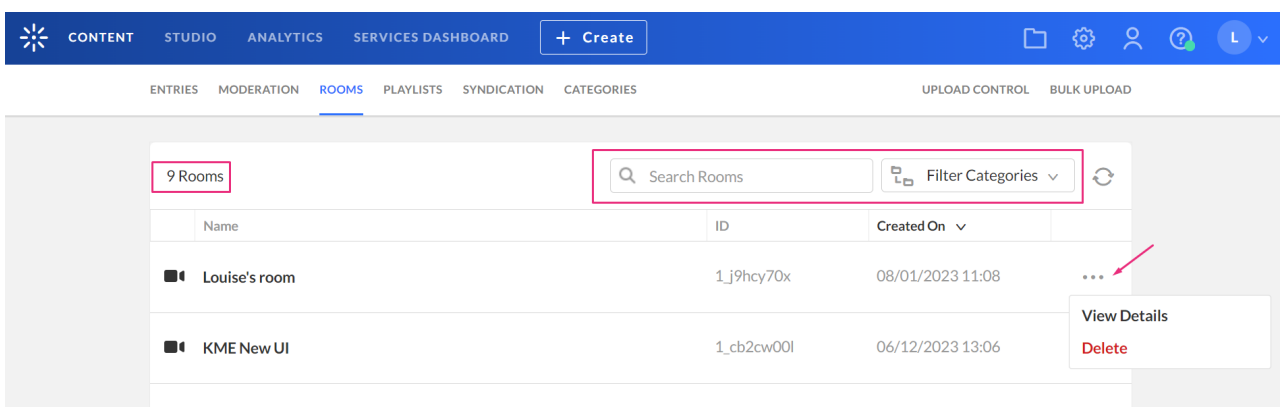 CONTENT STUDIO ANALYTICS SERVICES DASHBOARD + Create L
ENTRIES MODERATION ROOMS PLAYLISTS SYNDICATION CATEGORIES UPLOAD CONTROL BULK UPLOAD
9 Rooms Search Rooms Filter Categories
Name ID Created On
Louise's room 1_j9hcy70x 08/01/2023 11:08
View Details
KME New UI 1_cb2cw00l 06/12/2023 13:06
Delete